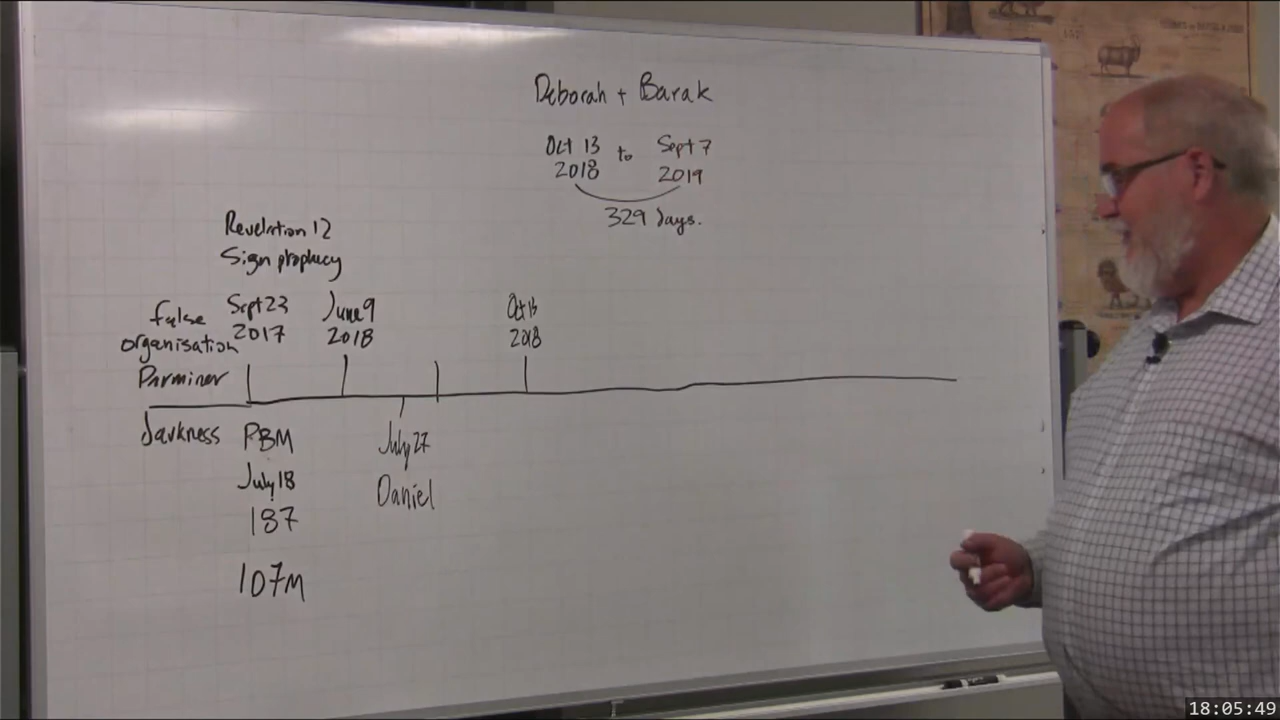 Deborah + Barak
Oct 13 to Sept 7
2018 2019
329 days.
Revelation 12
Sign prophecy
false Sept 23 June 9 Oct 13
organisation 2017 2018 2018
Parminer
darkness PBM July 27
July 18 Daniel
187
107M
18:05:49